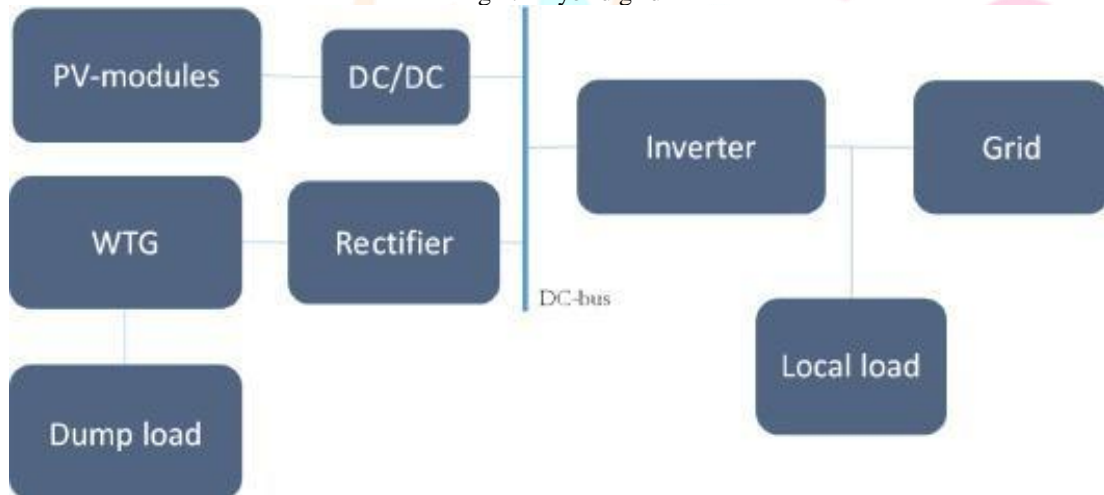 PV-modules
DC/DC
Inverter
Grid
WTG
Rectifier
DC-bus
Local load
Dump load